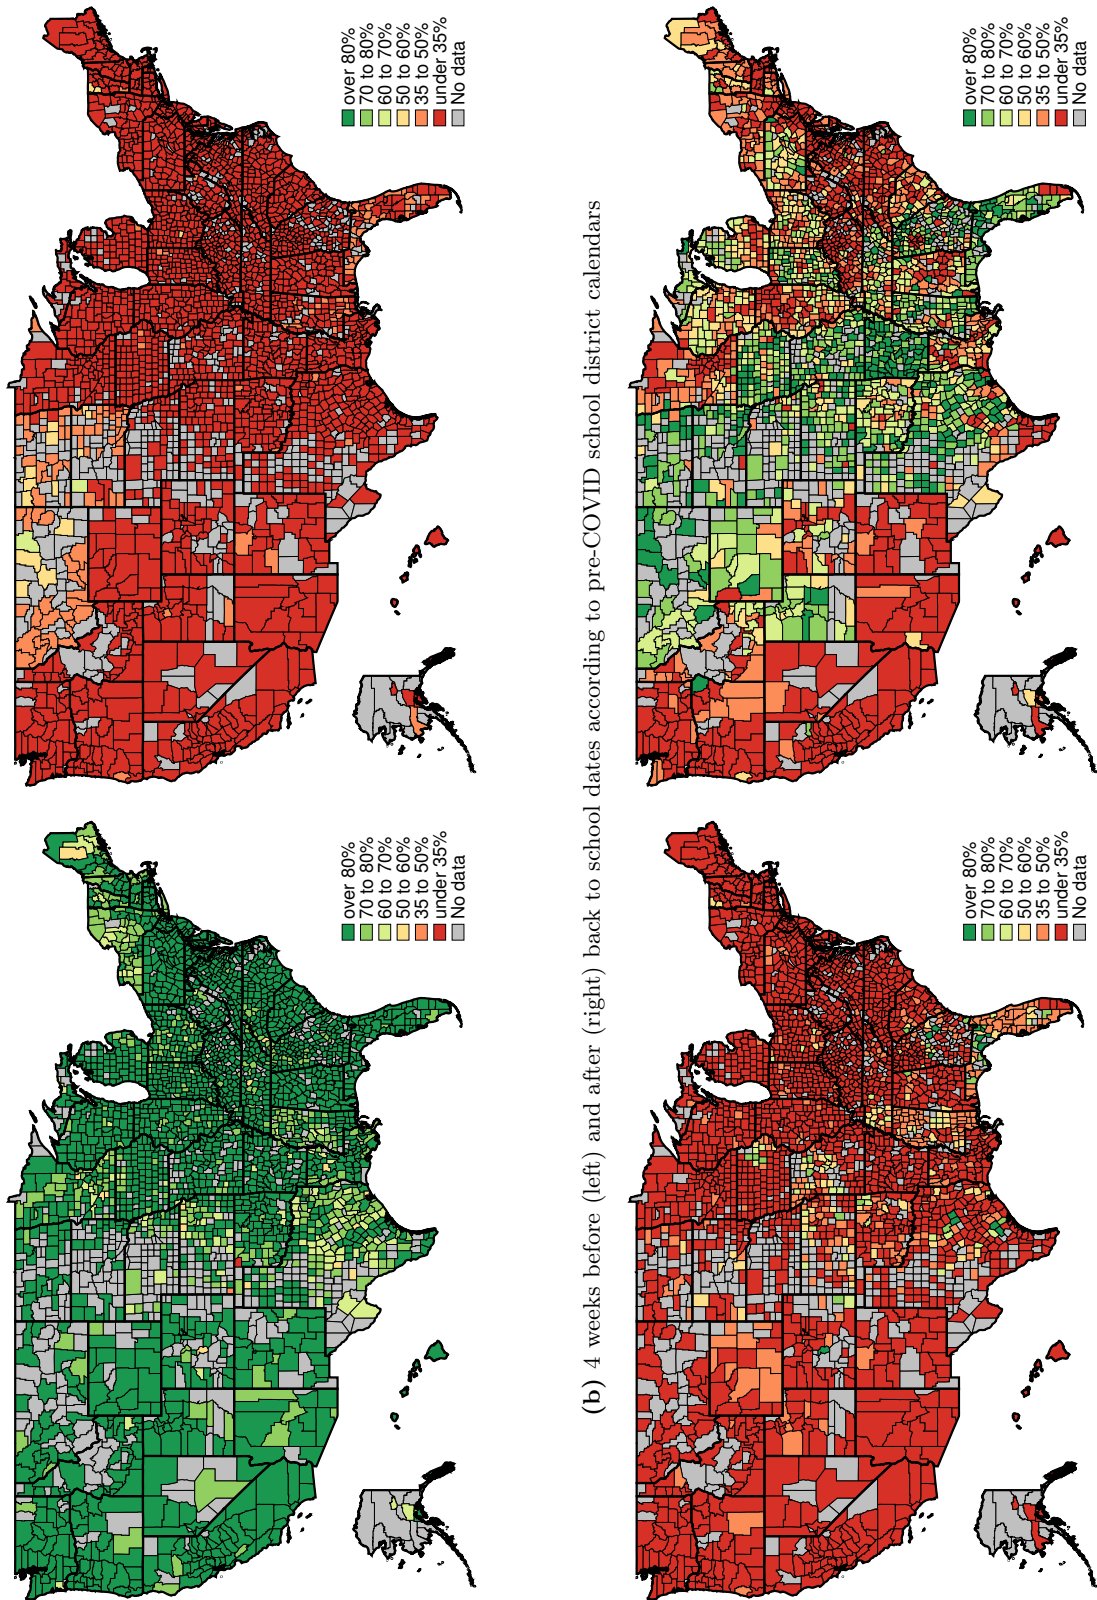 over 80%
70 to 80%
60 to 70%
50 to 60%
35 to 50%
under 35%
No data
over 80%
70 to 80%
60 to 70%
50 to 60%
35 to 50%
under 35%
No data
(b) 4 weeks before (left) and after (right) back to school dates according to pre-COVID school district calendars
over 80%
70 to 80%
60 to 70%
50 to 60%
35 to 50%
under 35%
No data
over 80%
70 to 80%
60 to 70%
50 to 60%
35 to 50%
under 35%
No data